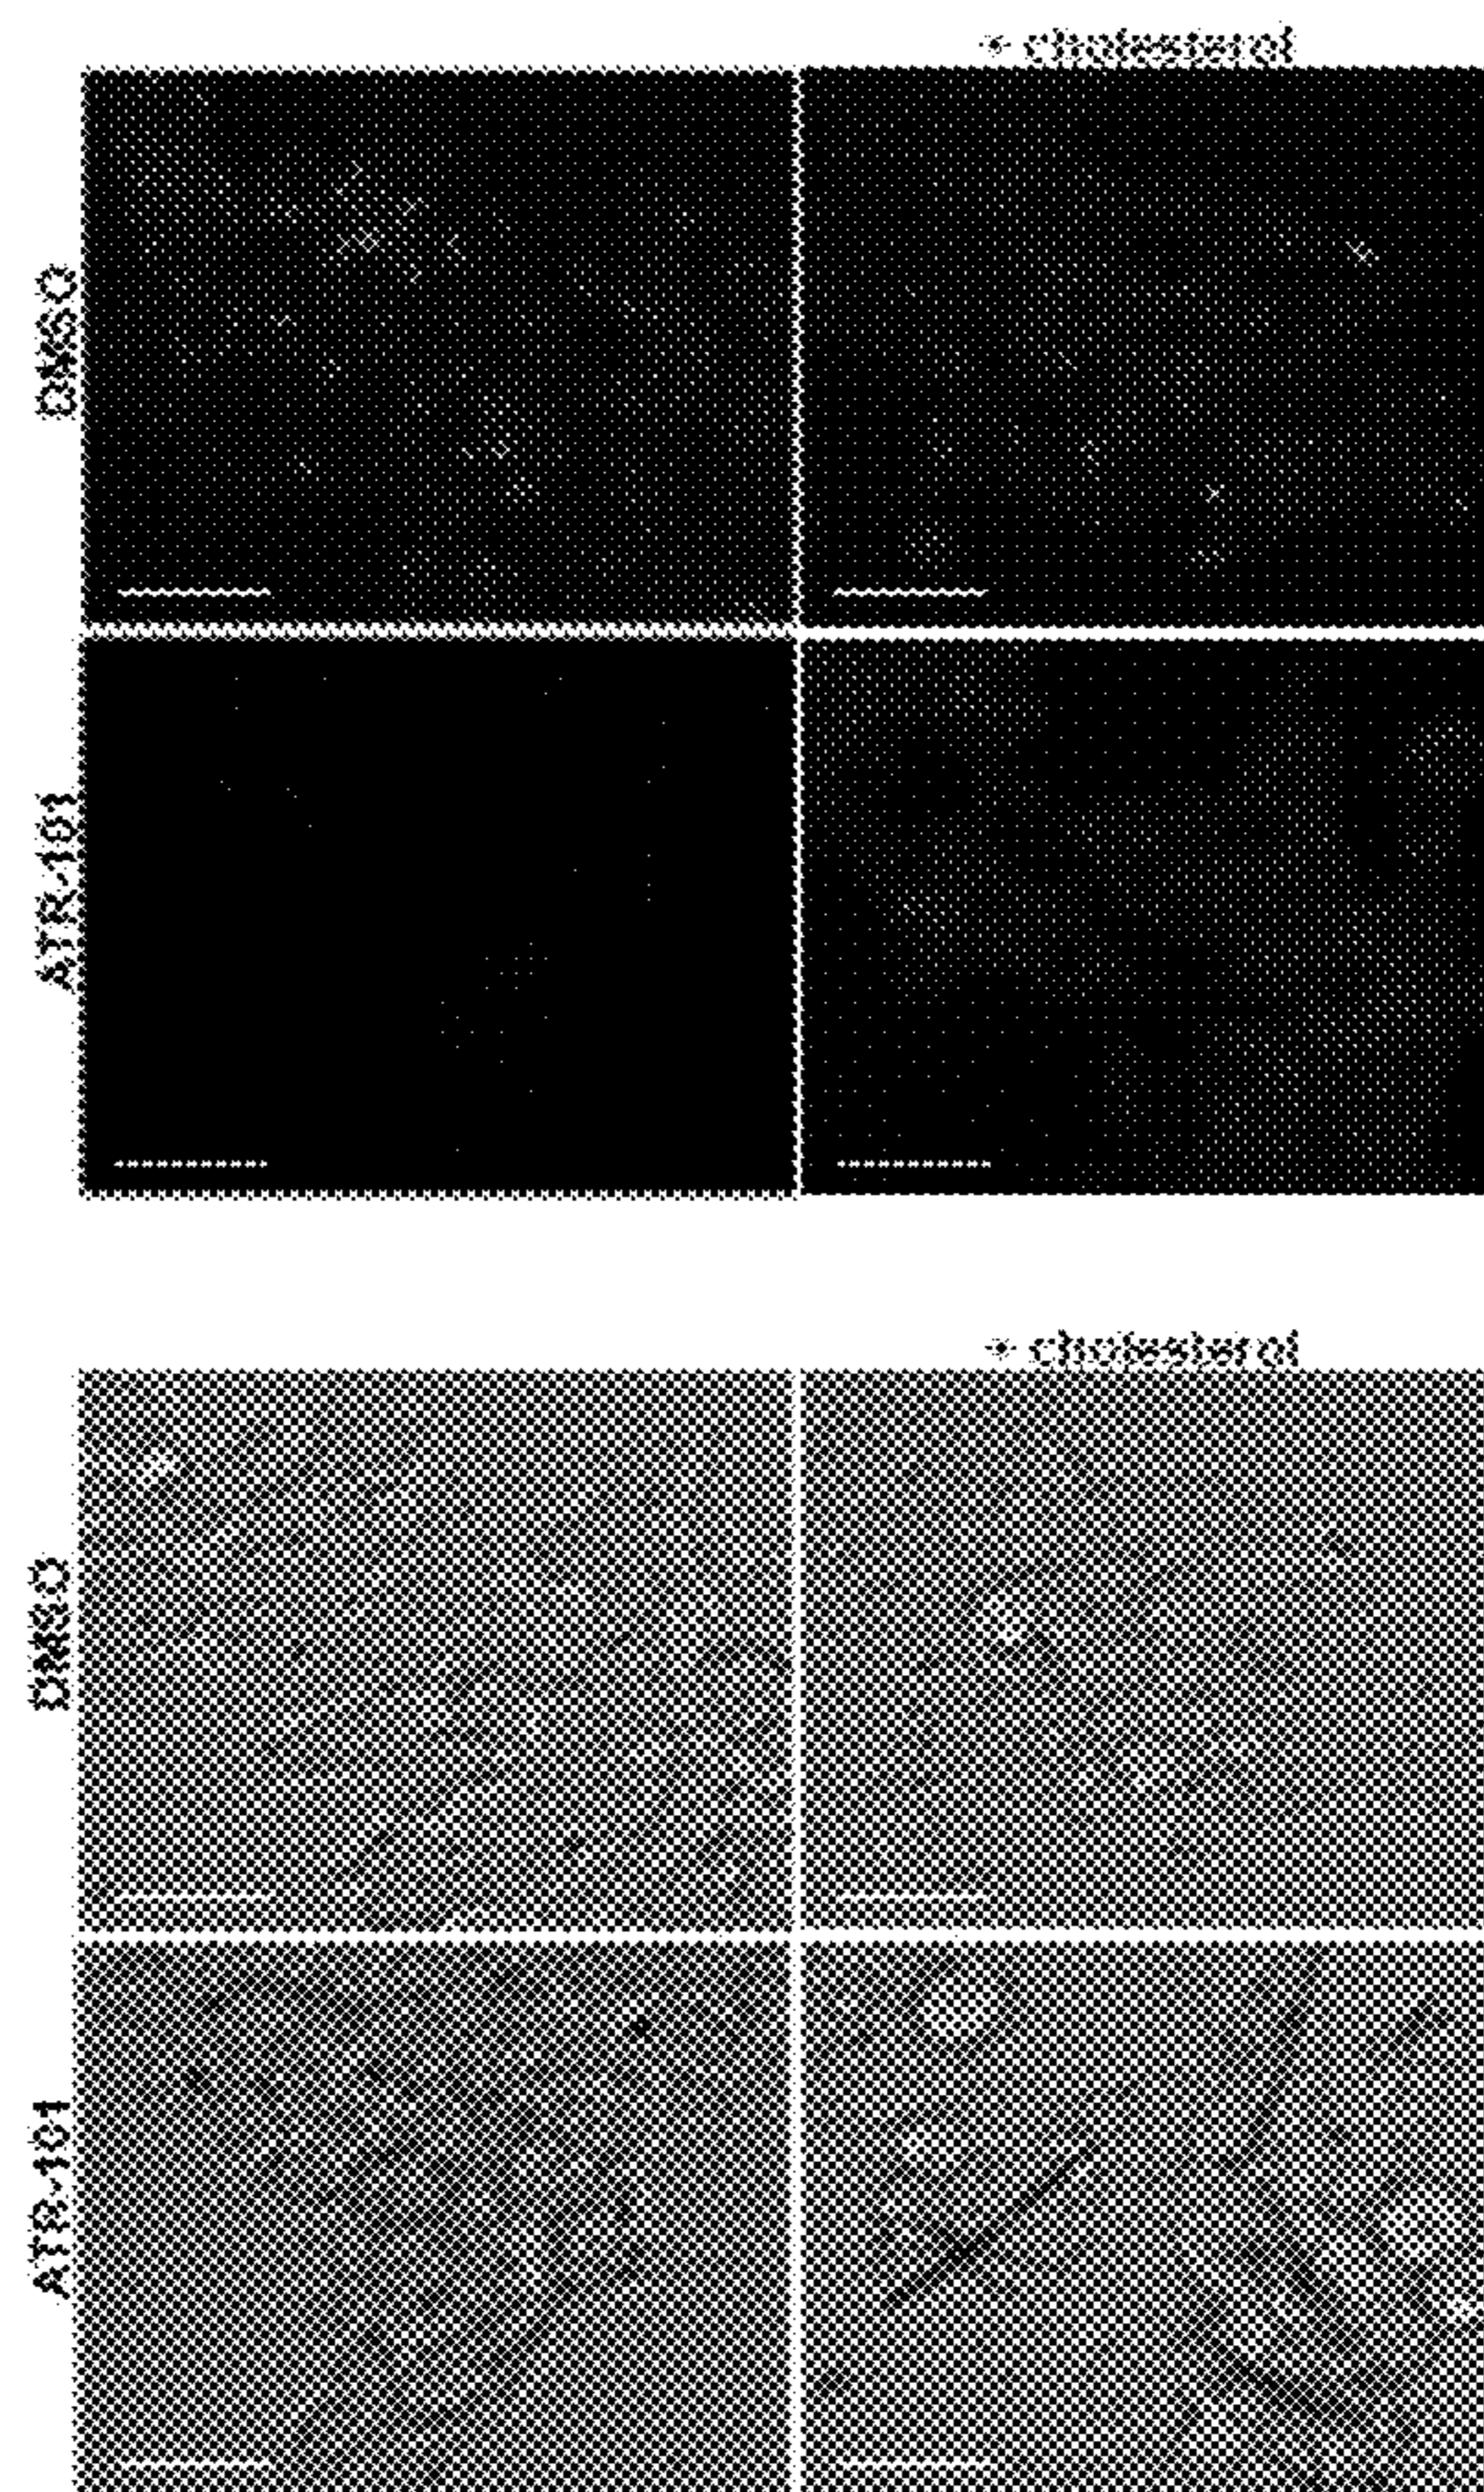 + cholesterol
DMSO
ATR-101
+ cholesterol
DMSO
ATR-101